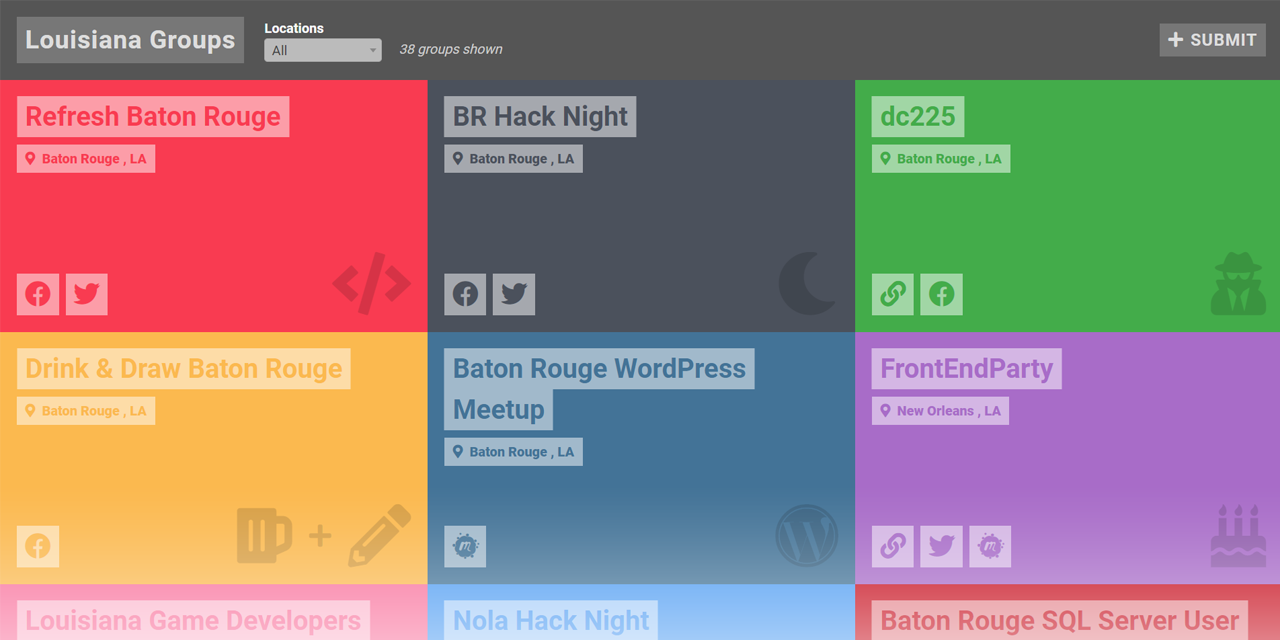 Louisiana Groups
Locations
All
38 groups shown
+ SUBMIT
Refresh Baton Rouge
Baton Rouge , LA
BR Hack Night
Baton Rouge , LA
dc225
Baton Rouge , LA
Drink & Draw Baton Rouge
Baton Rouge , LA
Baton Rouge WordPress
Meetup
Baton Rouge , LA
FrontEndParty
New Orleans , LA
Louisiana Game Developers
Nola Hack Night
Baton Rouge SQL Server User